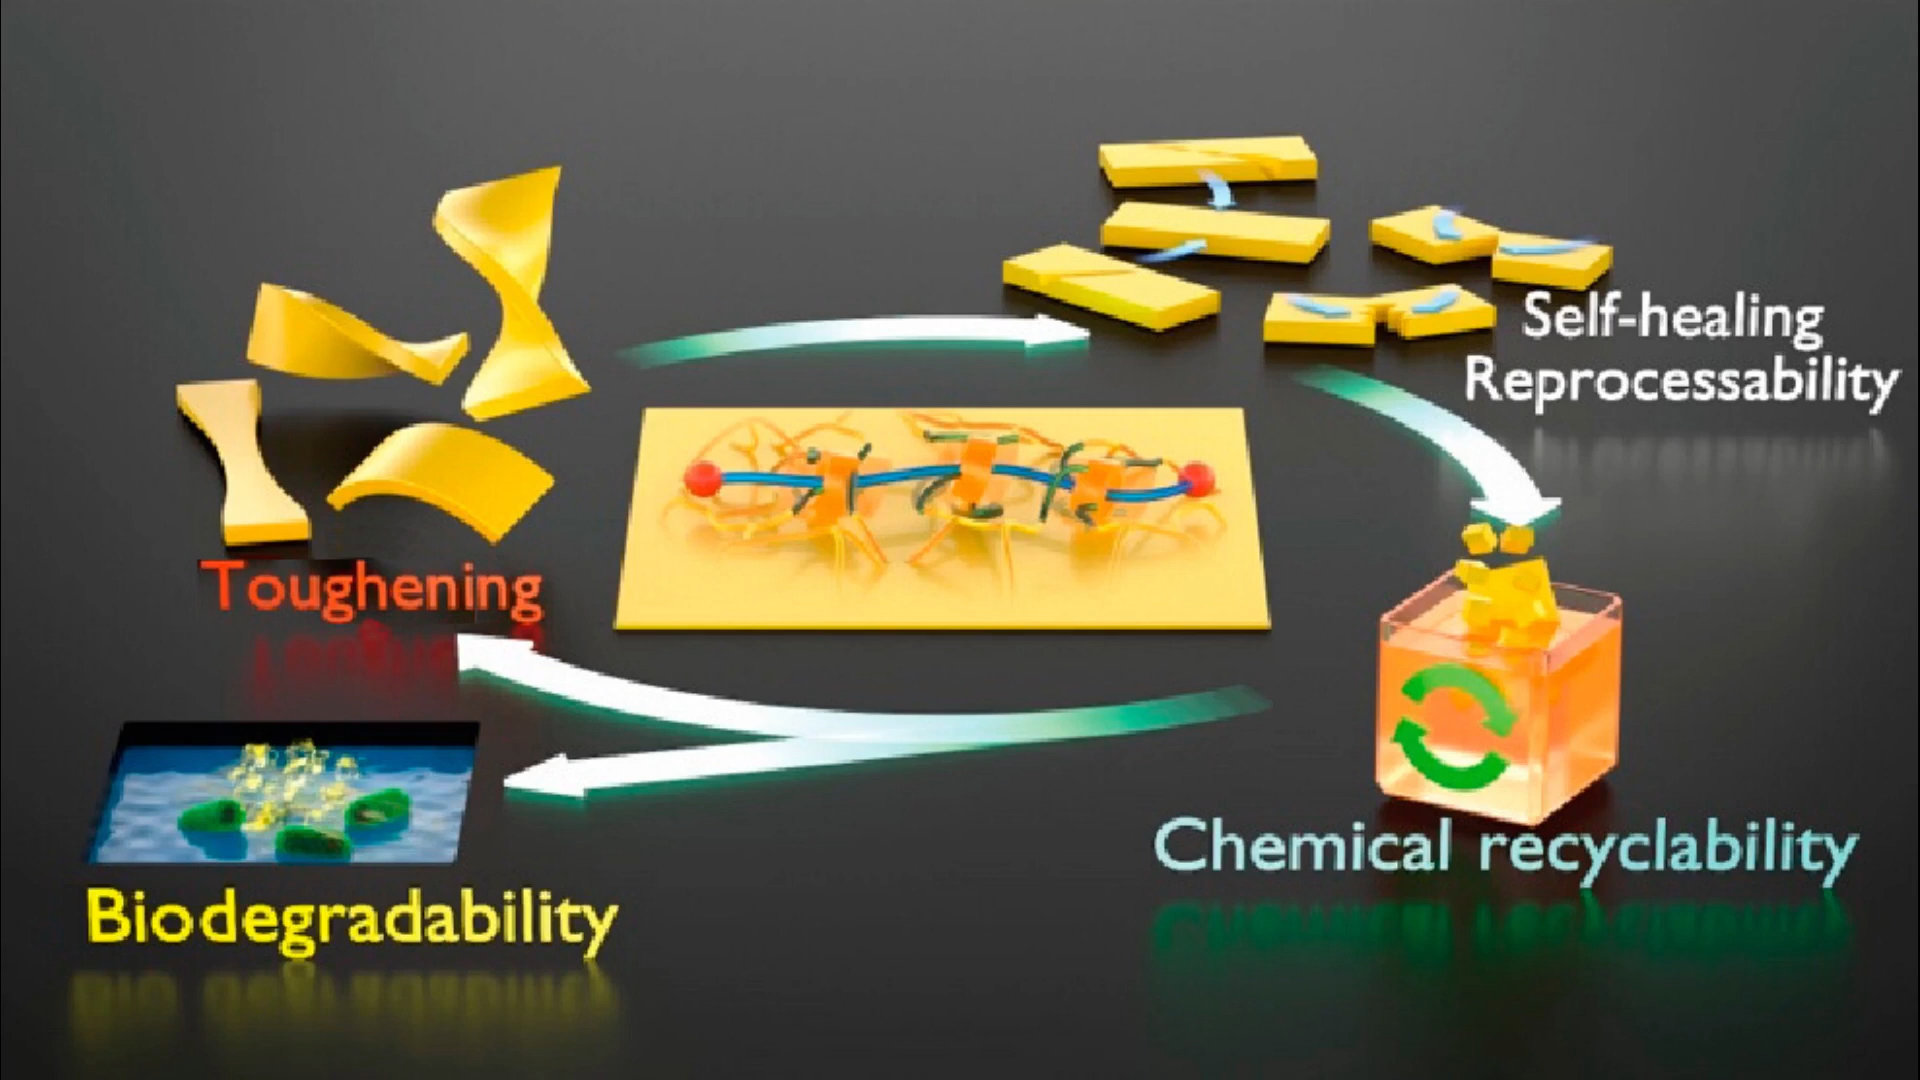 Self-healing
Reprocessability
Toughening
Chemical recyclability
Biodegradability